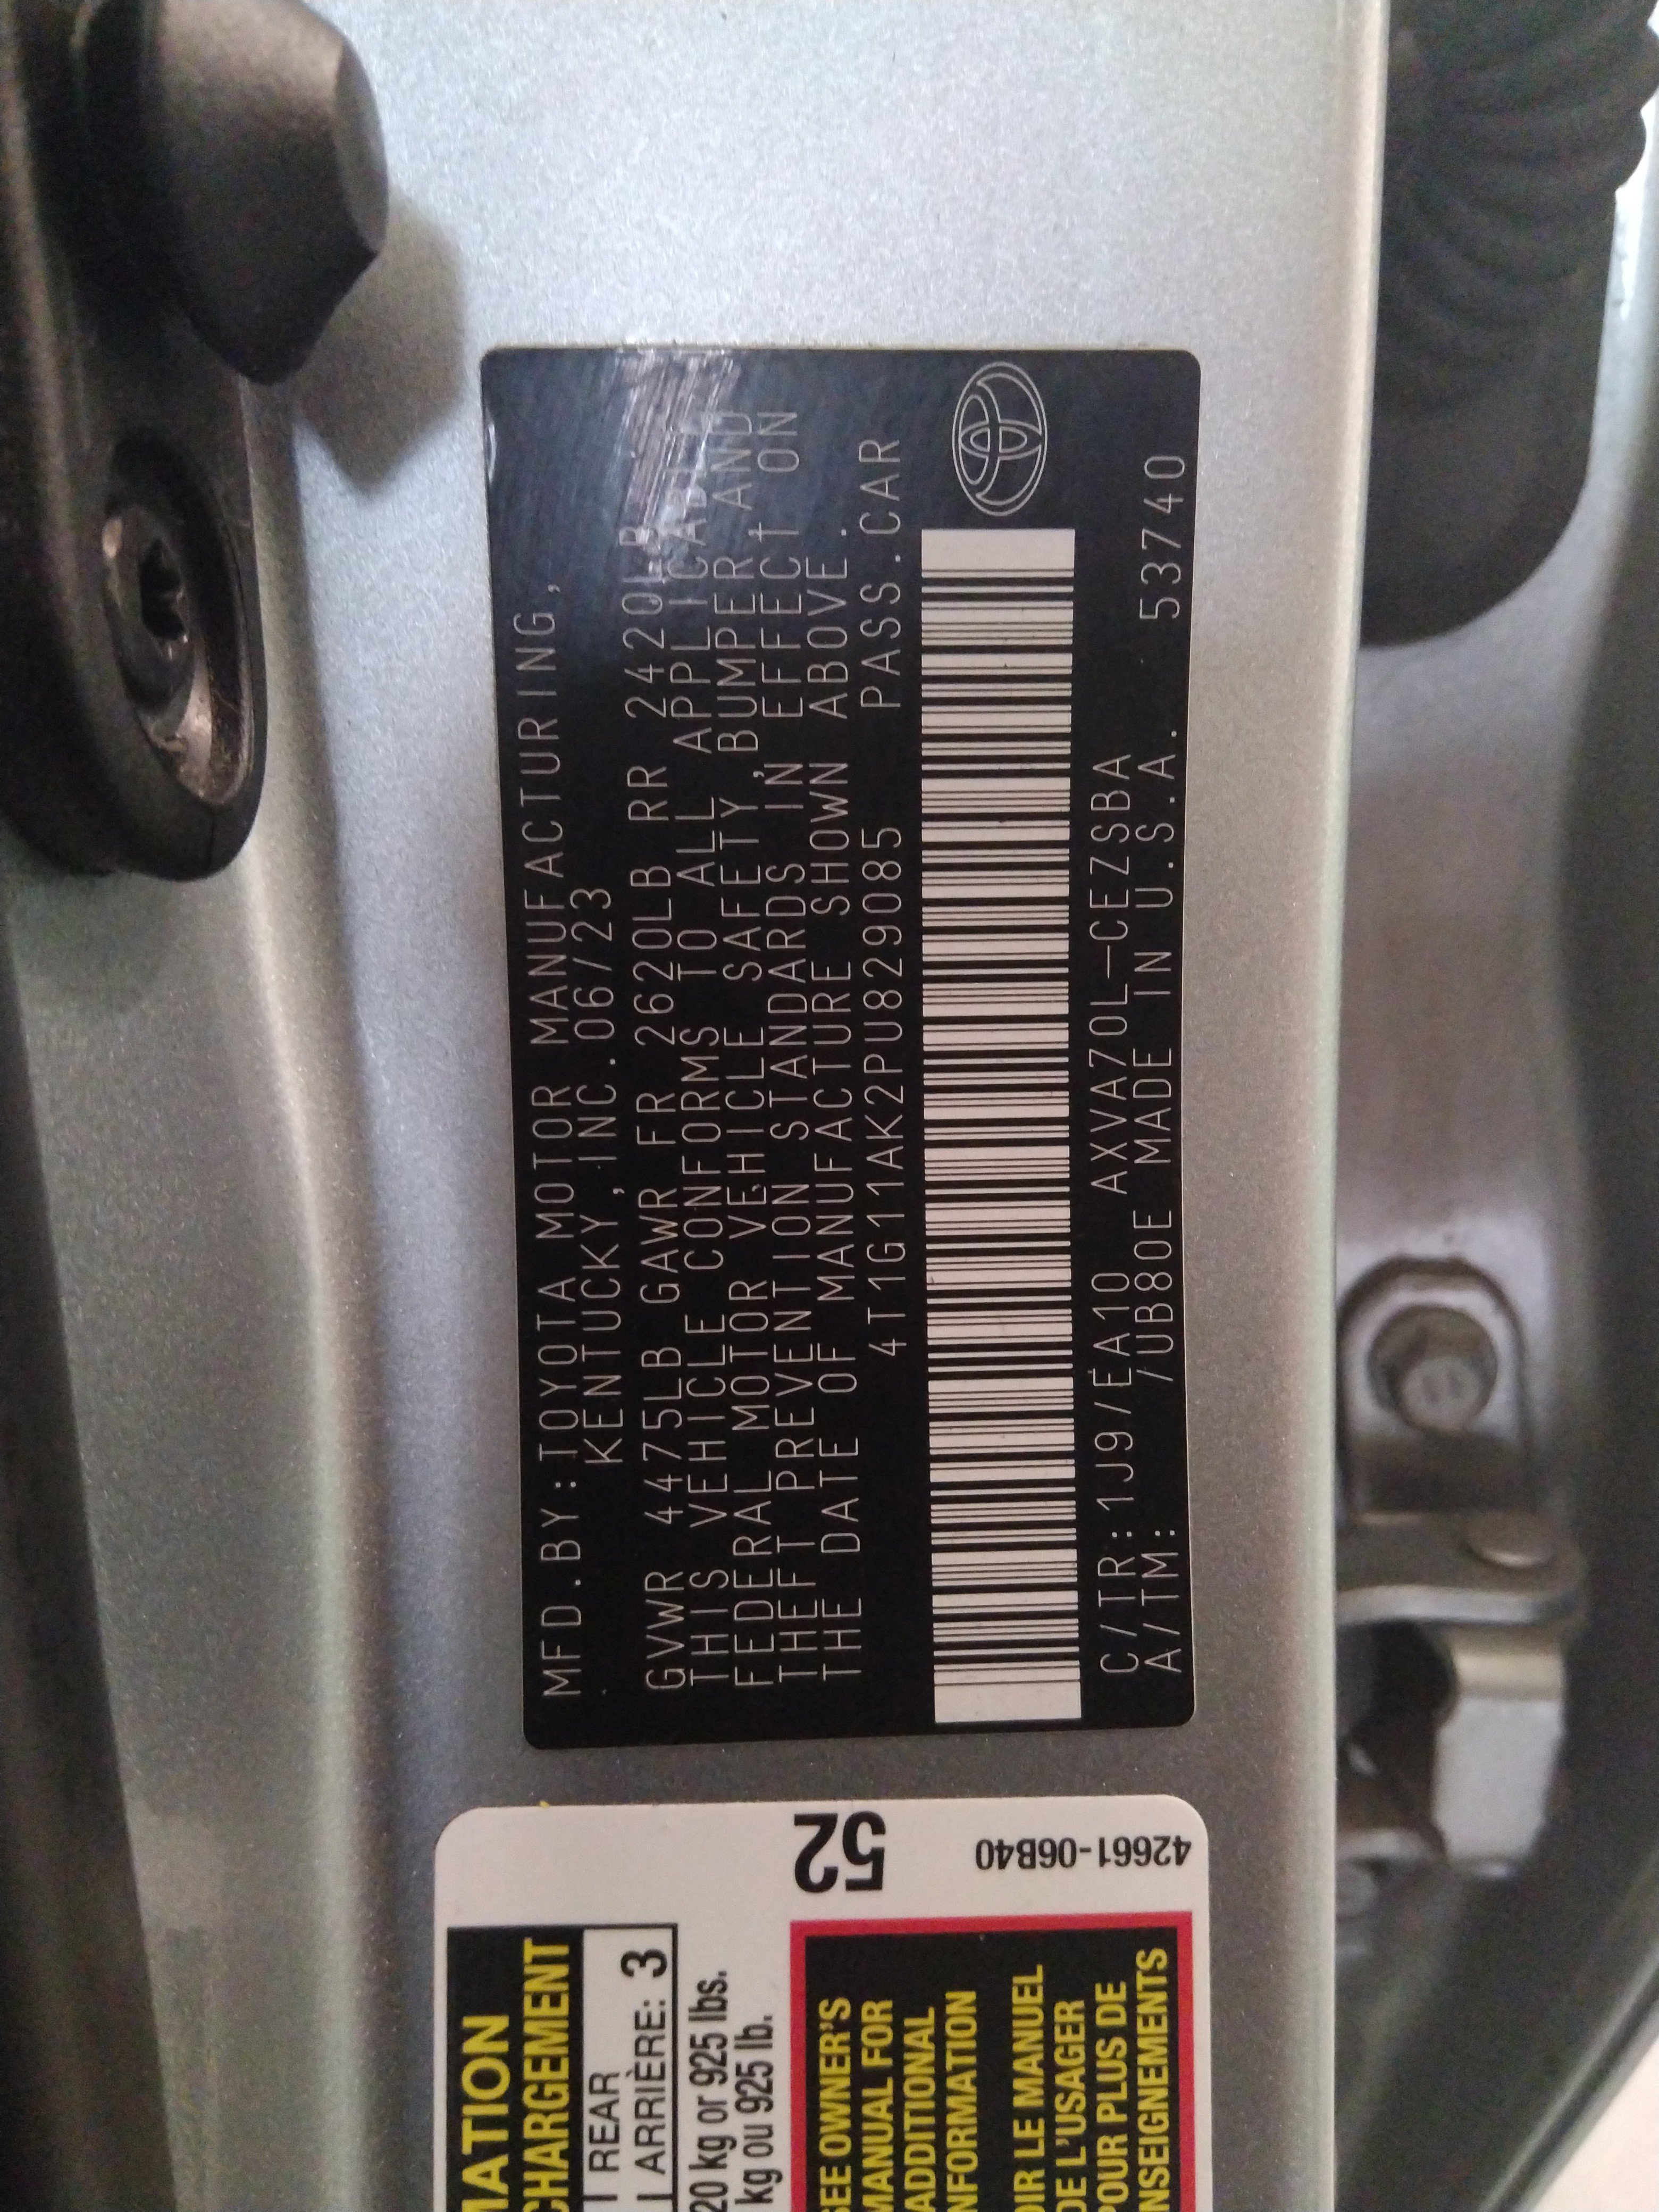 MFD.BY:TOYOTA MOTOR MANUFACTURING,
KENTUCKY, INC.06/23
GVWR 4475LB GAWR FR 2620LB RR 2420LB
THIS VEHICLE CONFORMS TO ALL APPLICABLE
FEDERAL MOTOR VEHICLE SAFETY,BUMPER AND
THEFT PREVENTION STANDARDS IN EFFECT ON
THE DATE OF MANUFACTURE SHOWN ABOVE.
4T1G11AK2PU829085 PASS.CAR
C/TR:1J9/EA10 AXVA70L-CEZSBA
A/TM: /UB80E MADE IN U.S.A. 53740
52
42661-06B40
MATION
CHARGEMENT
REAR
ARRIÈRE: 3
20 kg or 925 lbs.
kg ou 925 lb.
SEE OWNER'S
MANUAL FOR
ADDITIONAL
INFORMATION
OIR LE MANUEL
DE L'USAGER
POUR PLUS DE
NSEIGNEMENTS